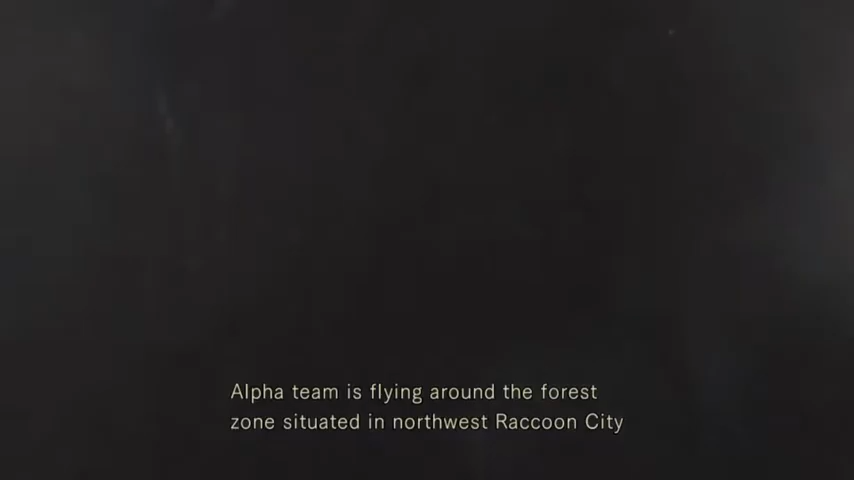 Alpha team is flying around the forest
zone situated in northwest Raccoon City